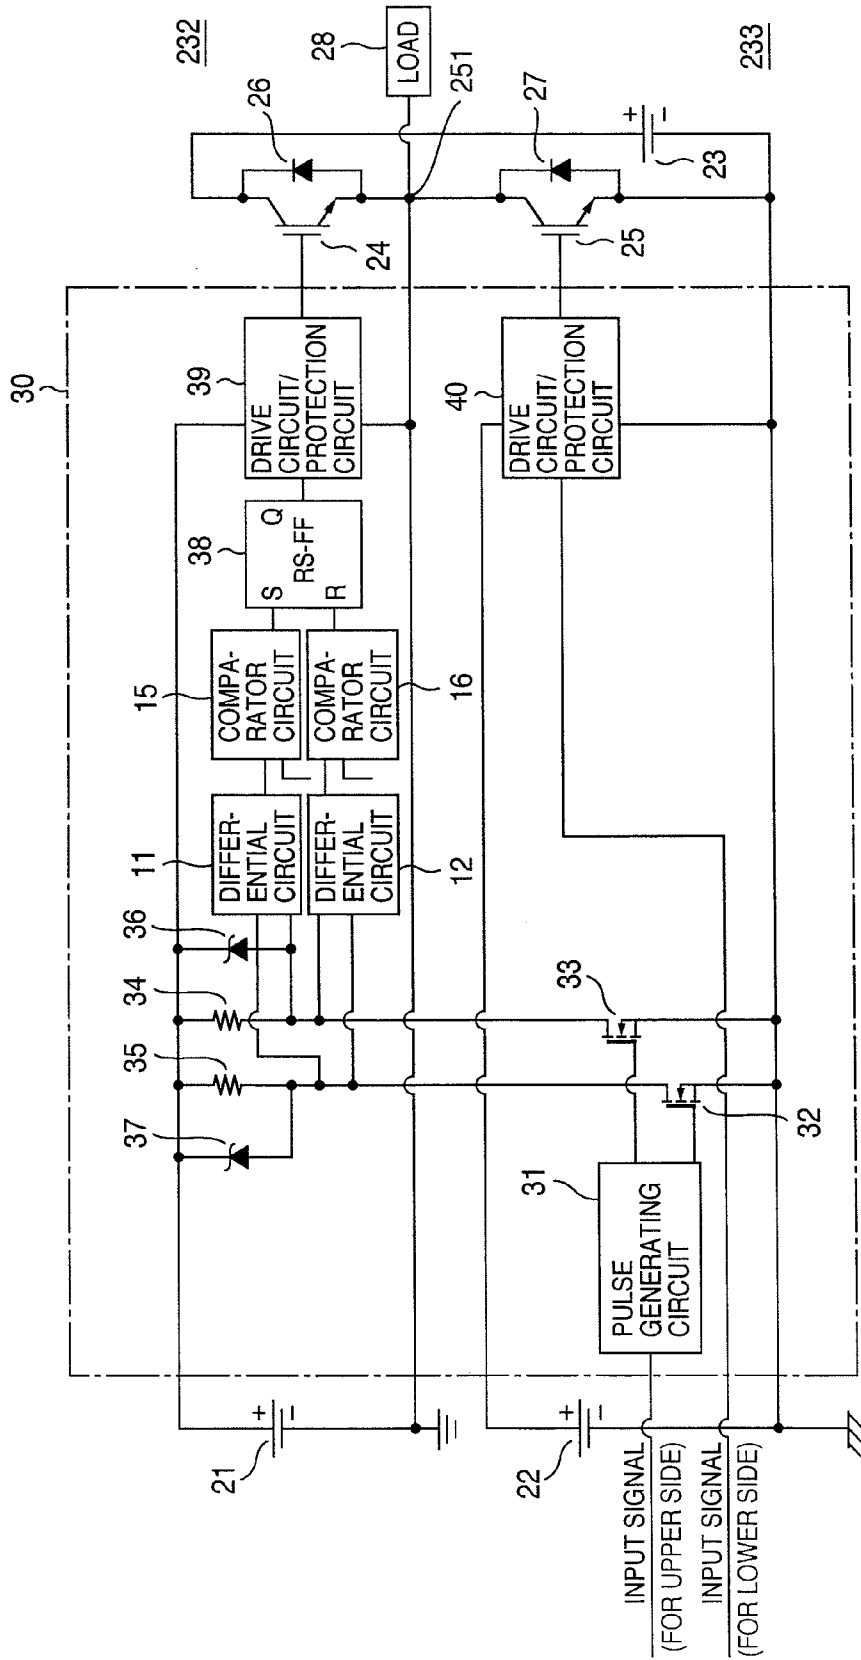 30
232
233
21
+
-
37
35
34
36
11
DIFFER-
ENTIAL
CIRCUIT
DIFFER-
ENTIAL
CIRCUIT
12
15
COMPA-
RATOR
CIRCUIT
COMPA-
RATOR
CIRCUIT
16
38
S
Q
RS-FF
R
39
DRIVE
CIRCUIT/
PROTECTION
CIRCUIT
24
26
28
LOAD
251
22
+
-
31
PULSE
GENERATING
CIRCUIT
33
32
40
DRIVE
CIRCUIT/
PROTECTION
CIRCUIT
25
27
+
-
23
INPUT SIGNAL
(FOR UPPER SIDE)
INPUT SIGNAL
(FOR LOWER SIDE)